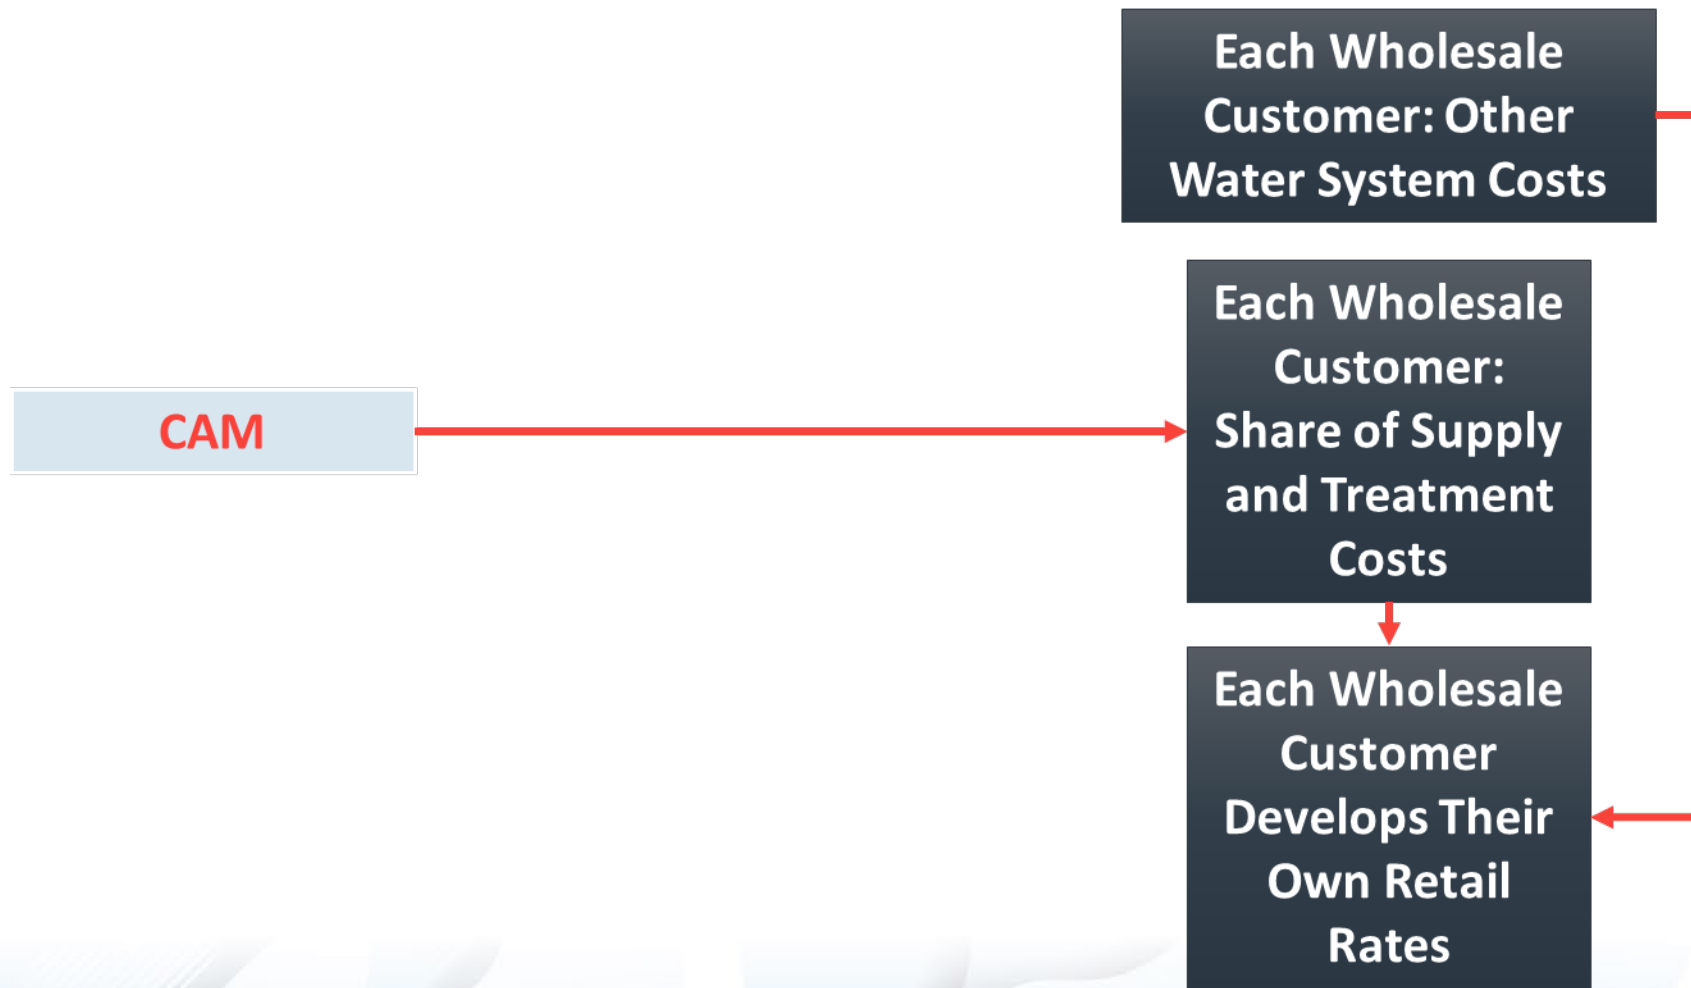 Each Wholesale
Customer: Other
Water System Costs
CAM
Each Wholesale
Customer:
Share of Supply
and Treatment
Costs
Each Wholesale
Customer
Develops Their
Own Retail
Rates